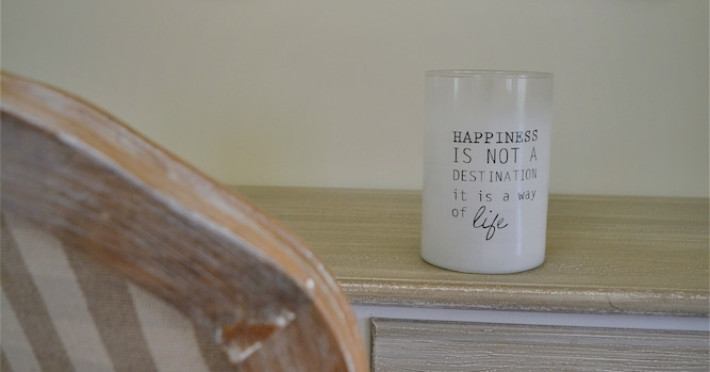 HAPPINESS
IS NOT A
DESTINATION
it is a way
of life